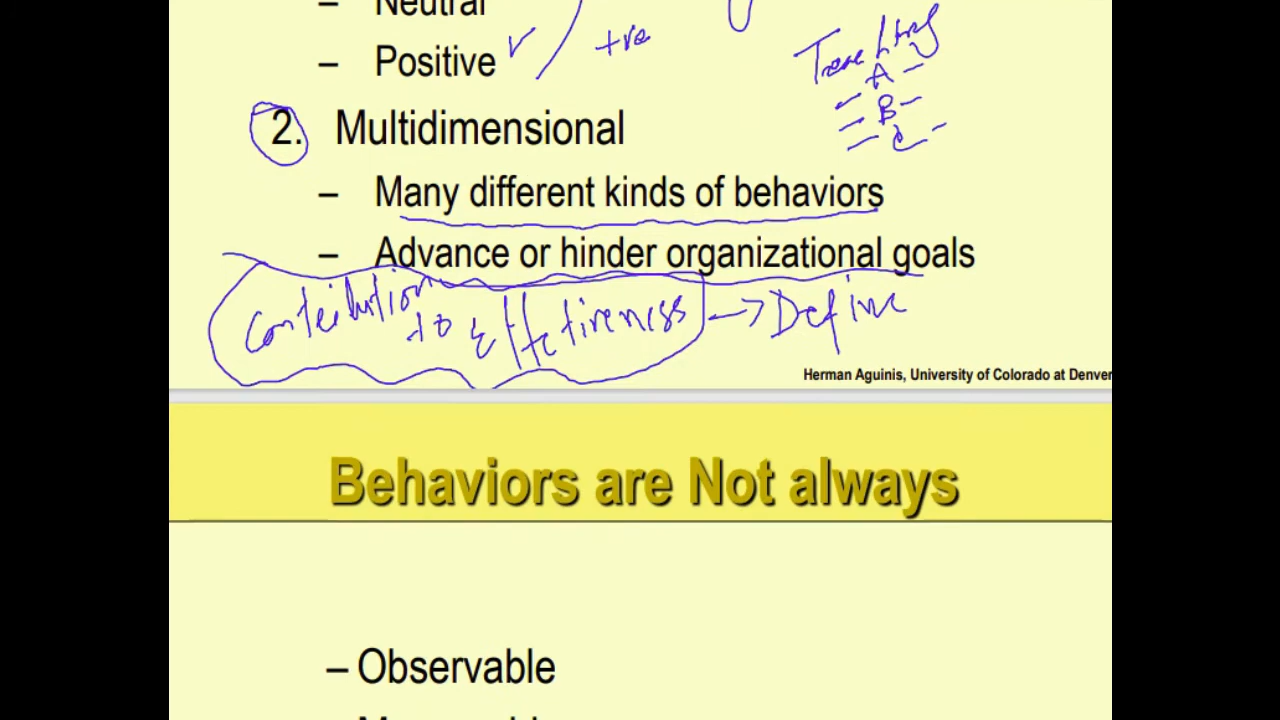 – Neutral
– Positive
+ve
A
B
2. Multidimensional
– Many different kinds of behaviors
– Advance or hinder organizational goals
Contribution to Effectiveness → Define
Herman Aguinis, University of Colorado at Denver
Behaviors are Not always
– Observable